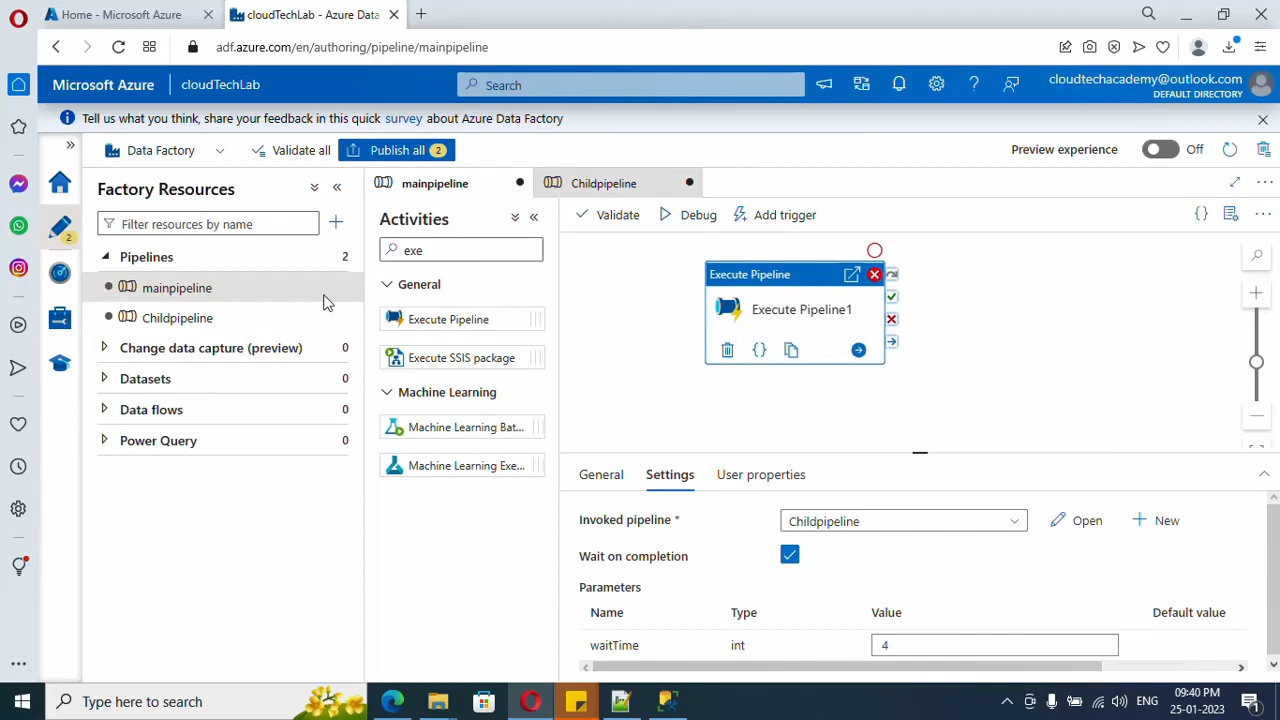 Home - Microsoft Azure
cloudTechLab - Azure Data
adf.azure.com/en/authoring/pipeline/mainpipeline
Microsoft Azure
cloudTechLab
Search
cloudtechacademy@outlook.com
DEFAULT DIRECTORY
Tell us what you think, share your feedback in this quick survey about Azure Data Factory
Data Factory
Validate all
Publish all 2
Preview experience
Off
2
Factory Resources
Filter resources by name
Pipelines 2
mainpipeline
Childpipeline
Change data capture (preview) 0
Datasets 0
Data flows 0
Power Query 0
mainpipeline
Childpipeline
Activities
exe
General
Execute Pipeline
Execute SSIS package
Machine Learning
Machine Learning Bat...
Machine Learning Exe...
Validate
Debug
Add trigger
Execute Pipeline
Execute Pipeline1
General
Settings
User properties
Invoked pipeline *
Childpipeline
Open
New
Wait on completion
Parameters
Name Type Value Default value
waitTime int 4
Type here to search
ENG
09:40 PM
25-01-2023
1